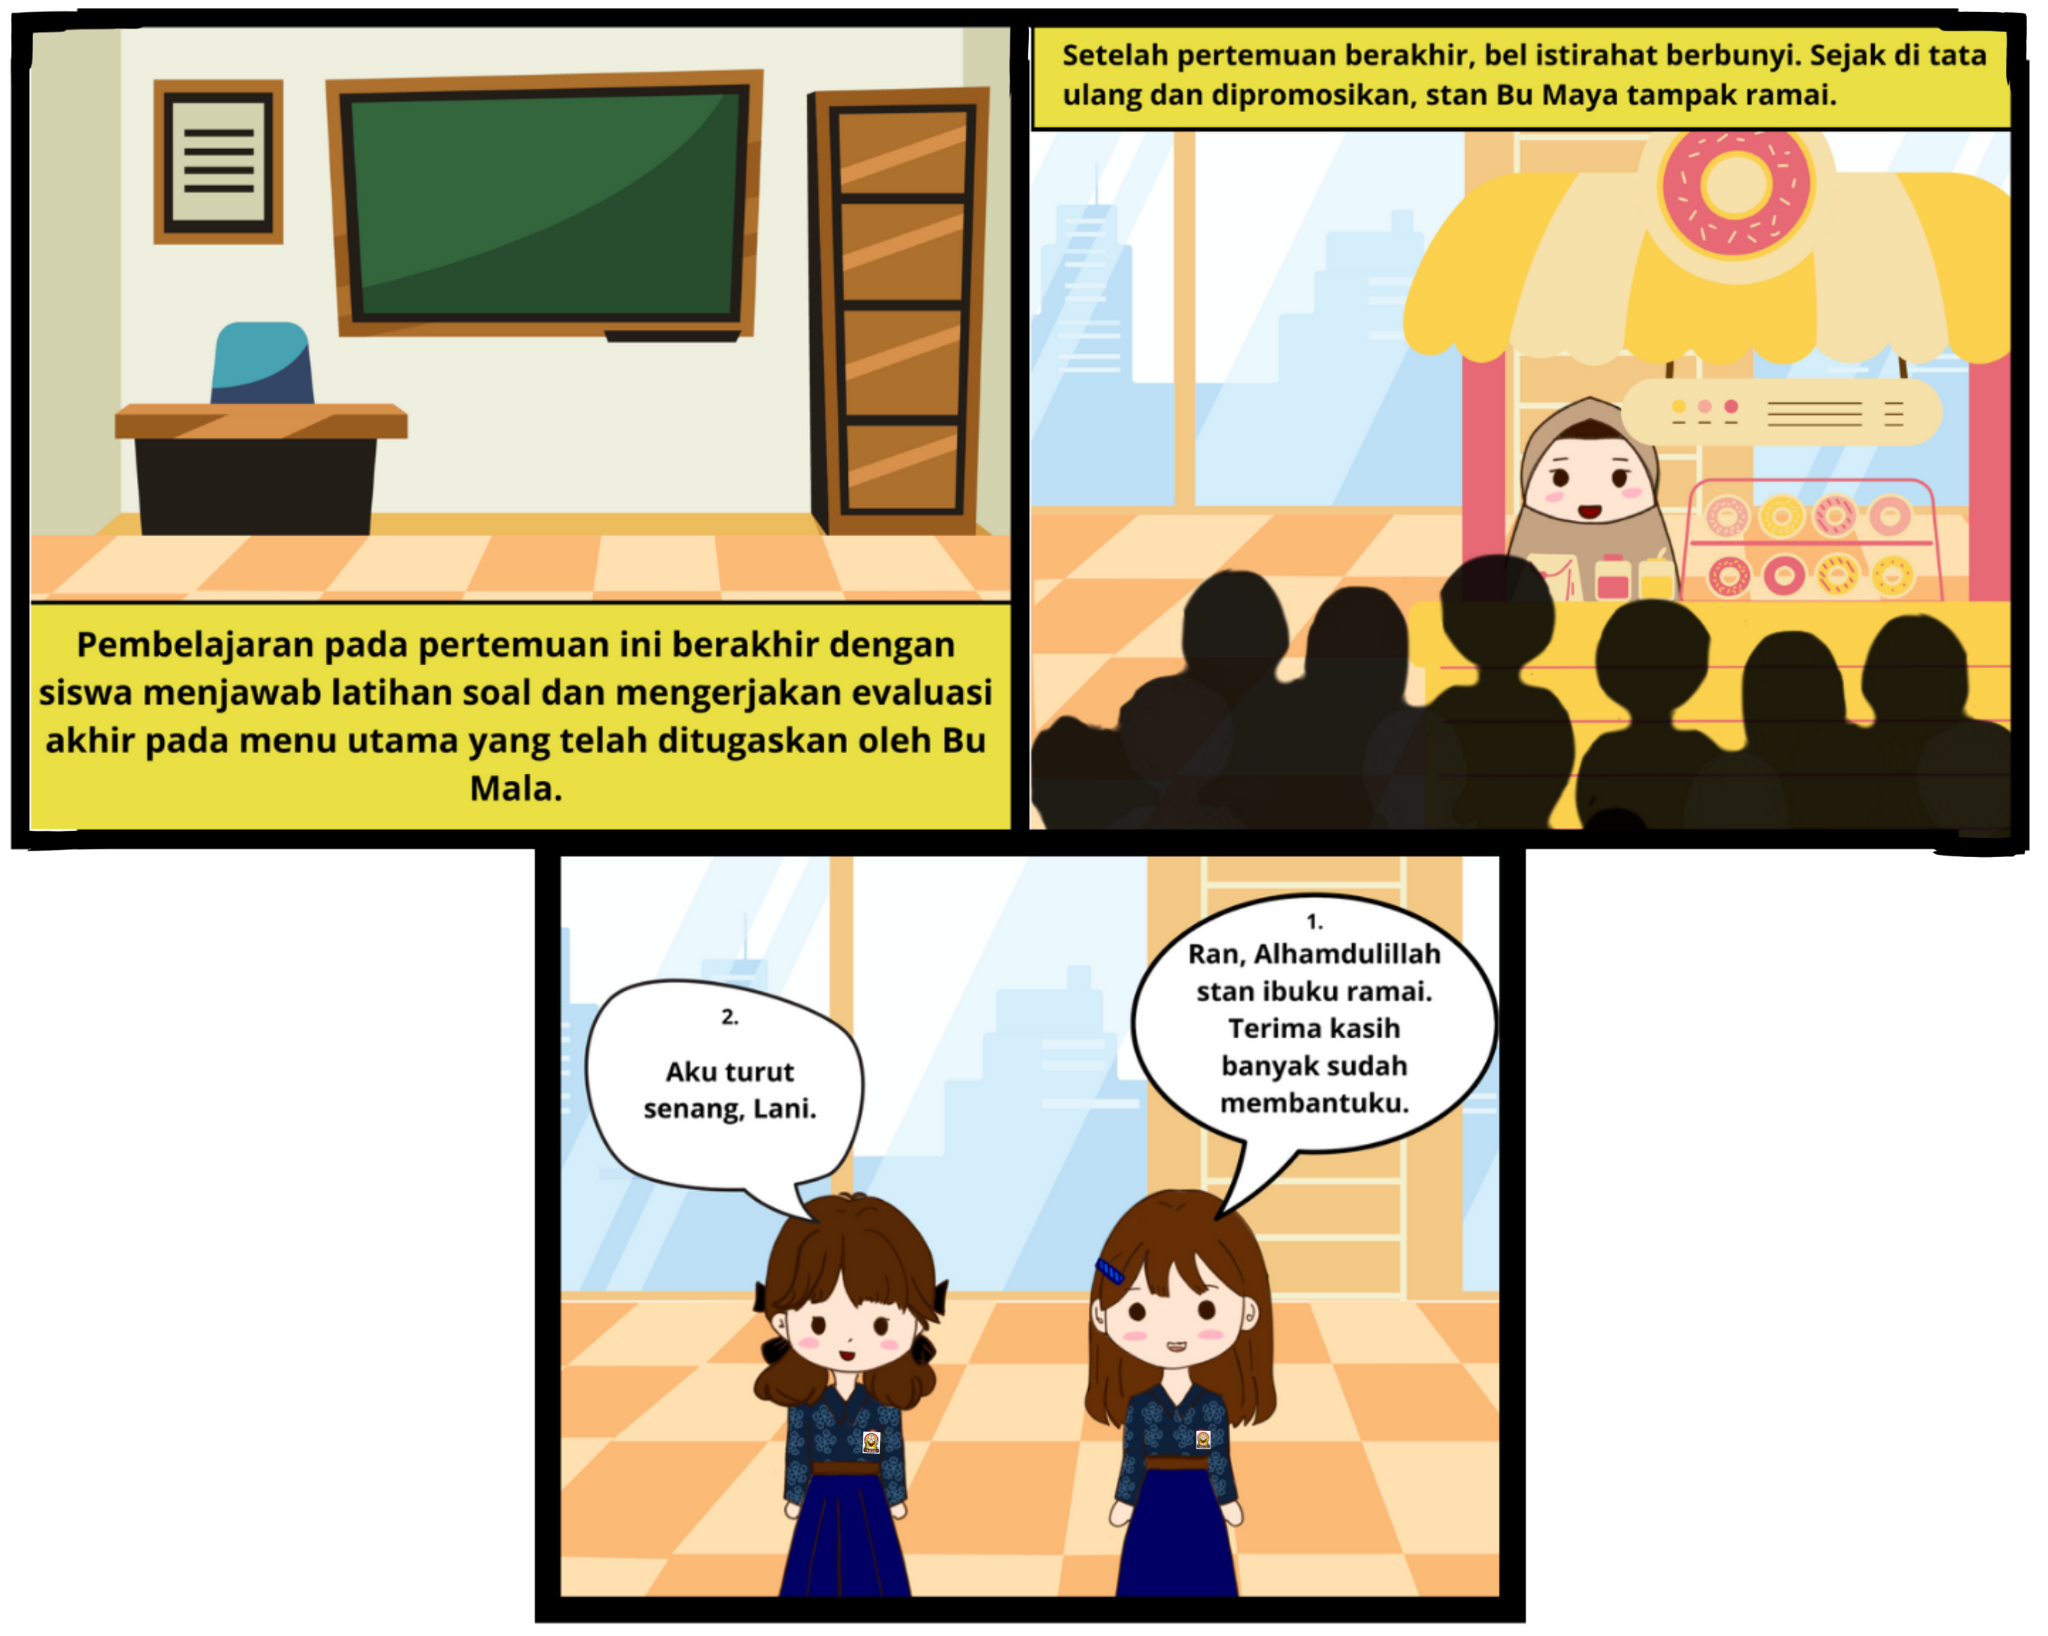 Pembelajaran pada pertemuan ini berakhir dengan
siswa menjawab latihan soal dan mengerjakan evaluasi
akhir pada menu utama yang telah ditugaskan oleh Bu
Mala.
Setelah pertemuan berakhir, bel istirahat berbunyi. Sejak di tata
ulang dan dipromosikan, stan Bu Maya tampak ramai.
1.
Ran, Alhamdulillah
stan ibuku ramai.
Terima kasih
banyak sudah
membantuku.
2.
Aku turut
senang, Lani.